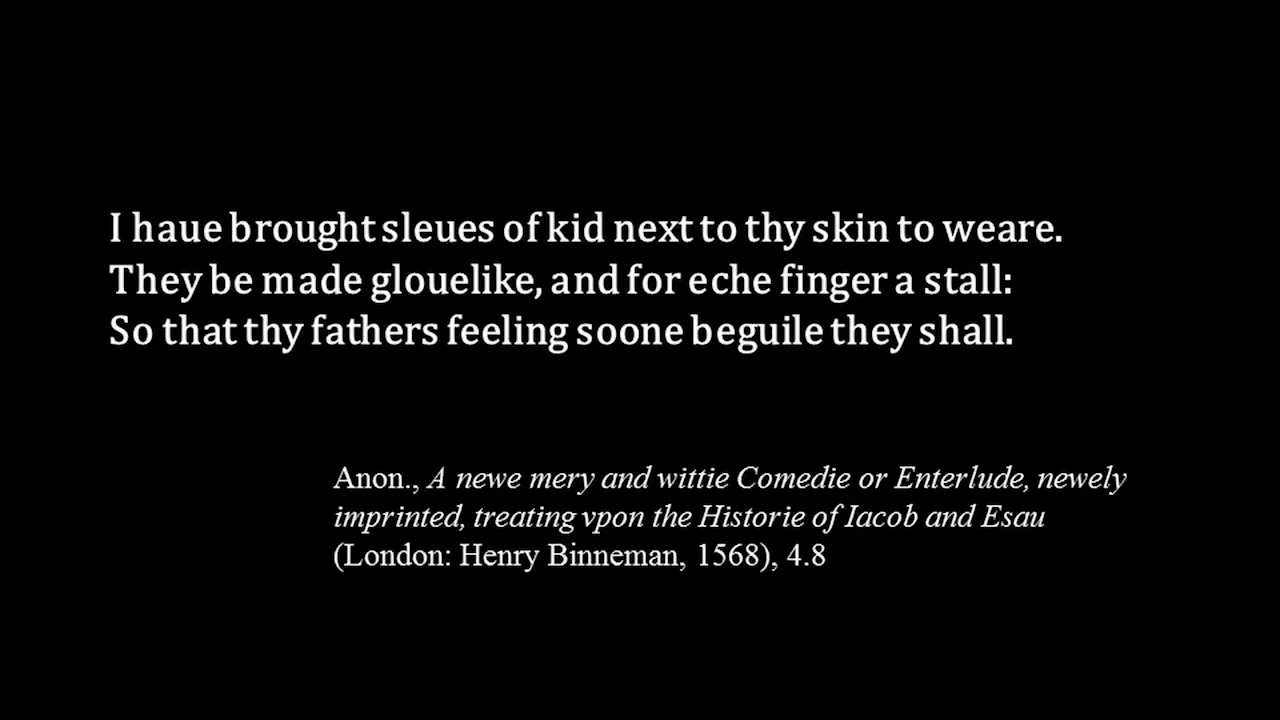 I haue brought sleues of kid next to thy skin to weare.
They be made glouelike, and for eche finger a stall:
So that thy fathers feeling soone beguile they shall.
Anon., A newe mery and wittie Comedie or Enterlude, newely
imprinted, treating vpon the Historie of Iacob and Esau
(London: Henry Binneman, 1568), 4.8